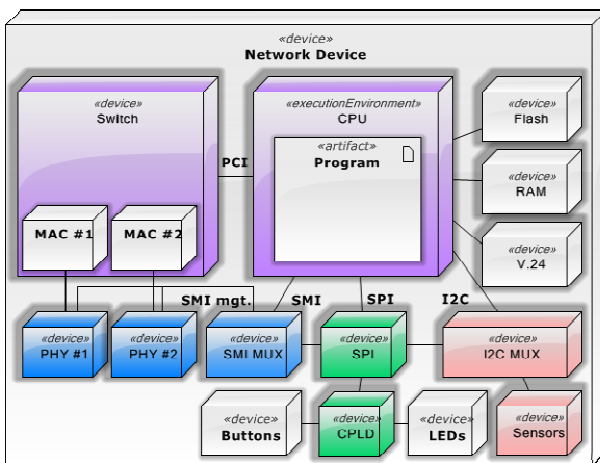 «device»
Network Device
«device»
Switch
«executionEnvironment»
CPU
«device»
Flash
«artifact»
Program
PCI
«device»
RAM
MAC #1
MAC #2
«device»
V.24
SMI mgt.
SMI
SPI
I2C
«device»
PHY #1
«device»
PHY #2
«device»
SMI MUX
«device»
SPI
«device»
I2C MUX
«device»
Buttons
«device»
CPLD
«device»
LEDs
«device»
Sensors